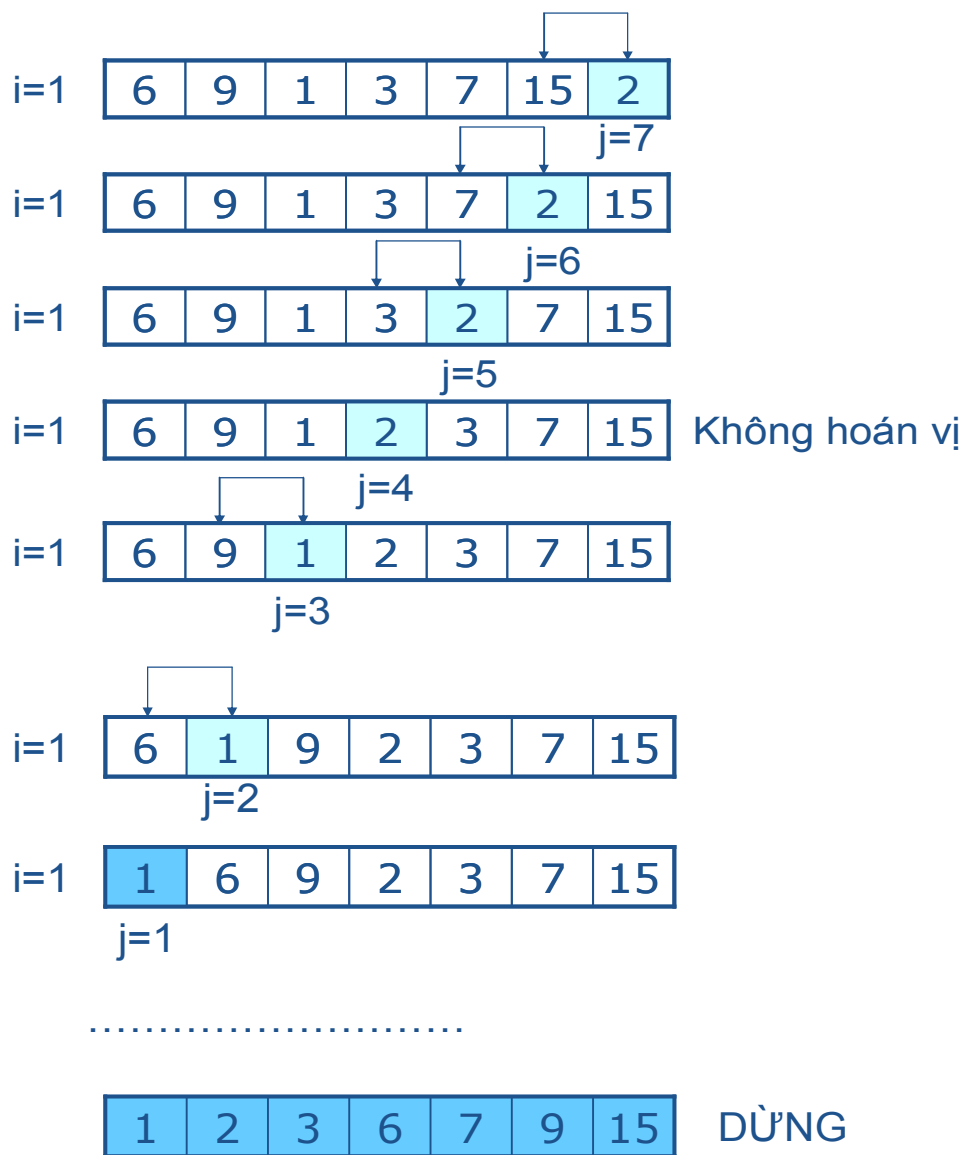 i=1 6 9 1 3 7 15 2
j=7
i=1 6 9 1 3 7 2 15
j=6
i=1 6 9 1 3 2 7 15
j=5
i=1 6 9 1 2 3 7 15 Không hoán vị
j=4
i=1 6 9 1 2 3 7 15
j=3
i=1 6 1 9 2 3 7 15
j=2
i=1 1 6 9 2 3 7 15
j=1
...........................
1 2 3 6 7 9 15 DỪNG